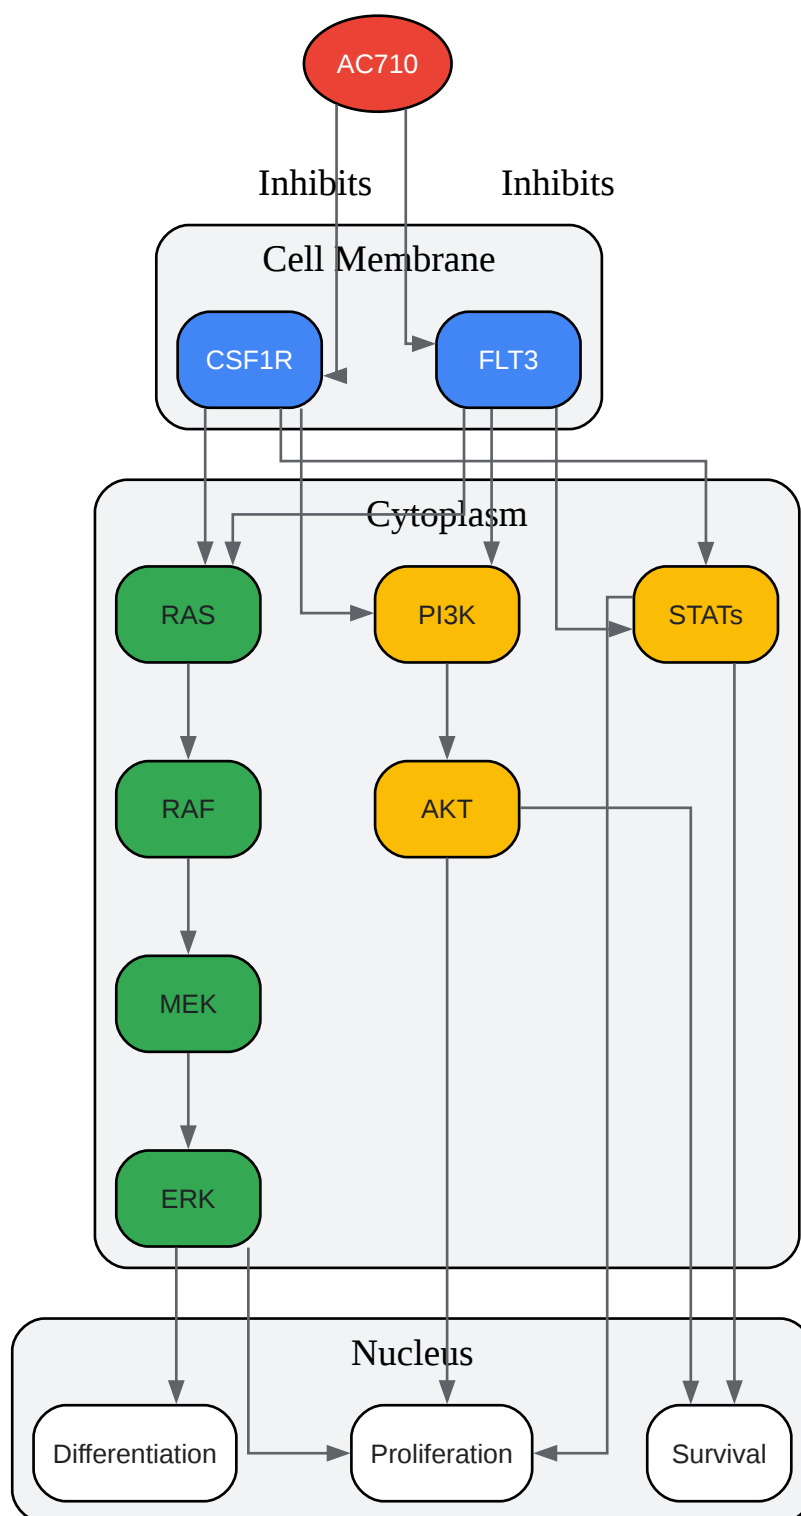 AC710
Inhibits
Inhibits
Cell Membrane
CSF1R
FLT3
Cytoplasm
RAS
PI3K
STATs
RAF
AKT
MEK
ERK
Nucleus
Differentiation
Proliferation
Survival